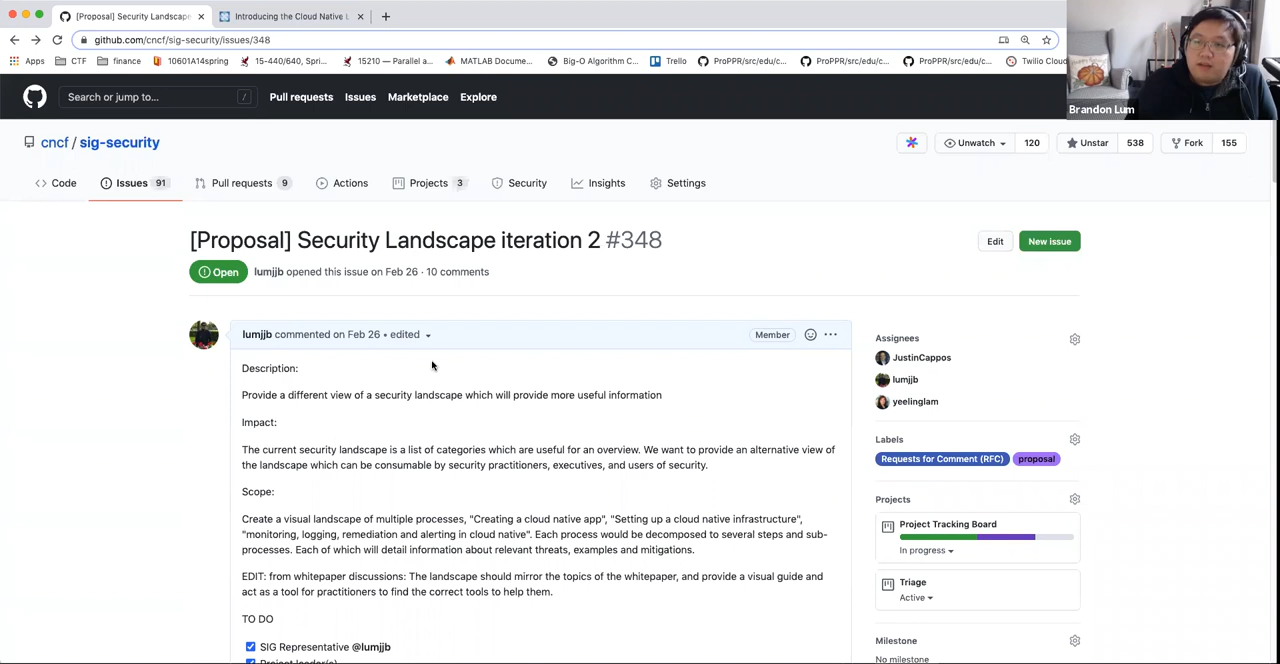 [Proposal] Security Landscape
Introducing the Cloud Native L
github.com/cncf/sig-security/issues/348
Apps
CTF
finance
10601A14spring
15-440/640, Spri...
15210 — Parallel a...
MATLAB Docume...
Big-O Algorithm C...
Trello
ProPPR/src/edu/c...
ProPPR/src/edu/c...
ProPPR/src/edu/c...
Twilio Cloud
Brandon Lum
Search or jump to... /
Pull requests
Issues
Marketplace
Explore
cncf / sig-security
Unwatch 120
Unstar 538
Fork 155
Code
Issues 91
Pull requests 9
Actions
Projects 3
Security
Insights
Settings
[Proposal] Security Landscape iteration 2 #348
Edit
New issue
Open
lumjjb opened this issue on Feb 26 · 10 comments
lumjjb commented on Feb 26 • edited
Member
Description:
Provide a different view of a security landscape which will provide more useful information
Impact:
The current security landscape is a list of categories which are useful for an overview. We want to provide an alternative view of
the landscape which can be consumable by security practitioners, executives, and users of security.
Scope:
Create a visual landscape of multiple processes, "Creating a cloud native app", "Setting up a cloud native infrastructure",
"monitoring, logging, remediation and alerting in cloud native". Each process would be decomposed to several steps and sub-
processes. Each of which will detail information about relevant threats, examples and mitigations.
EDIT: from whitepaper discussions: The landscape should mirror the topics of the whitepaper, and provide a visual guide and
act as a tool for practitioners to find the correct tools to help them.
TO DO
SIG Representative @lumjjb
Project leader(s)
Assignees
JustinCappos
lumjjb
yeelinglam
Labels
Requests for Comment (RFC)
proposal
Projects
Project Tracking Board
In progress
Triage
Active
Milestone
No milestone